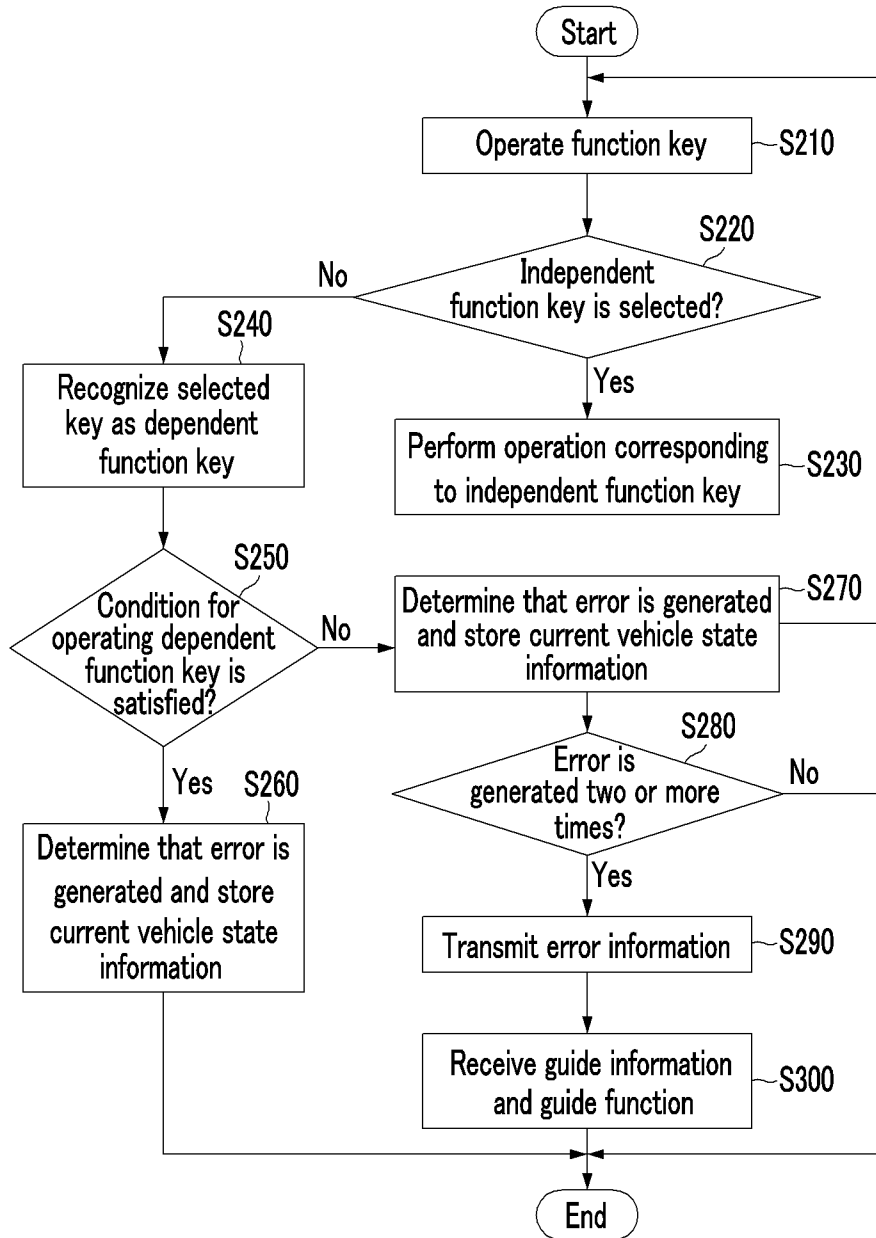 Start
Operate function key
S210
S220
Independent
function key is selected?
No
Yes
S240
Recognize selected
key as dependent
function key
Perform operation corresponding
to independent function key
S230
S250
Condition for
operating dependent
function key is
satisfied?
No
Yes
S270
Determine that error is generated
and store current vehicle state
information
S280
Error is
generated two or more
times?
No
Yes
S260
Determine that error is
generated and store
current vehicle state
information
Transmit error information
S290
Receive guide information
and guide function
S300
End